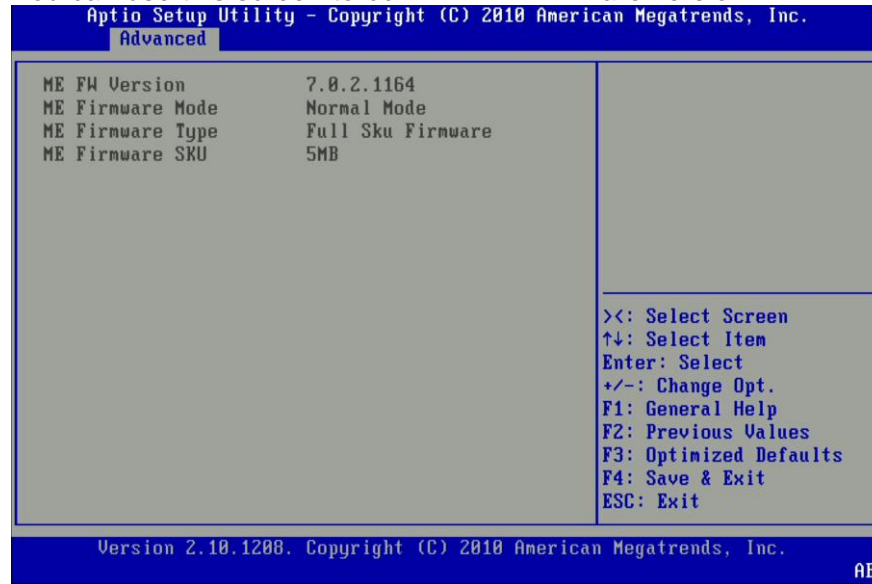 Aptio Setup Utility - Copyright (C) 2010 American Megatrends, Inc.
Advanced
ME FW Version 7.0.2.1164
ME Firmware Mode Normal Mode
ME Firmware Type Full Sku Firmware
ME Firmware SKU 5MB
><: Select Screen
↑↓: Select Item
Enter: Select
+/-: Change Opt.
F1: General Help
F2: Previous Values
F3: Optimized Defaults
F4: Save & Exit
ESC: Exit
Version 2.10.1208. Copyright (C) 2010 American Megatrends, Inc.